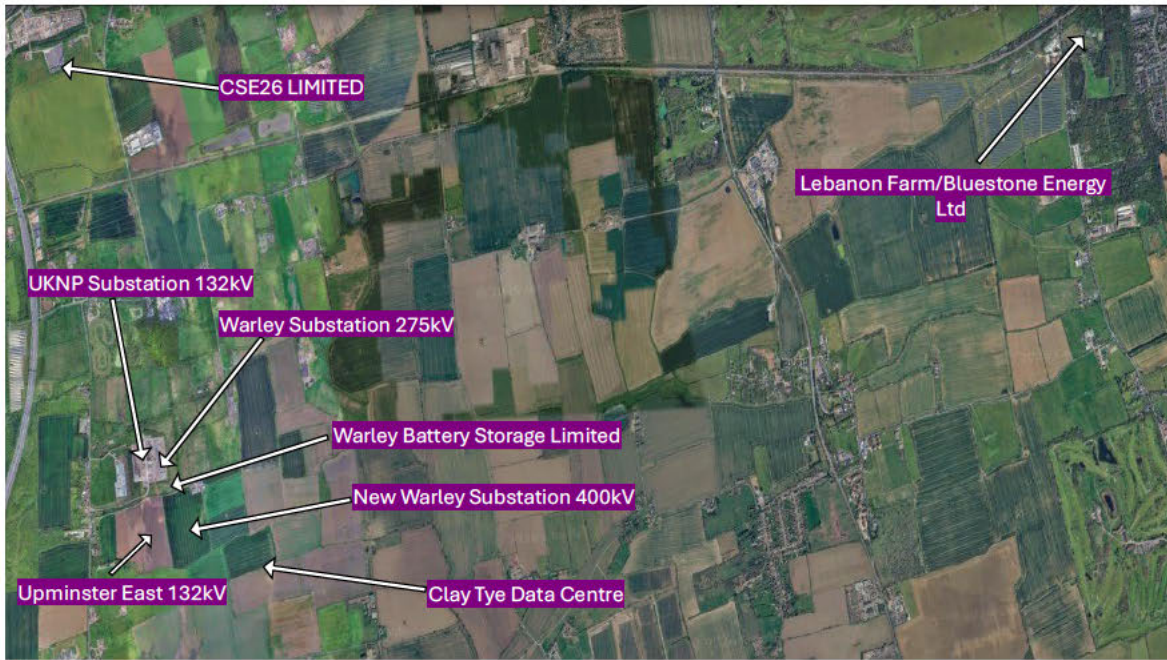 CSE26 LIMITED
Lebanon Farm/Bluestone Energy
Ltd
UKNP Substation 132kV
Warley Substation 275kV
Warley Battery Storage Limited
New Warley Substation 400kV
Upminster East 132kV
Clay Tye Data Centre